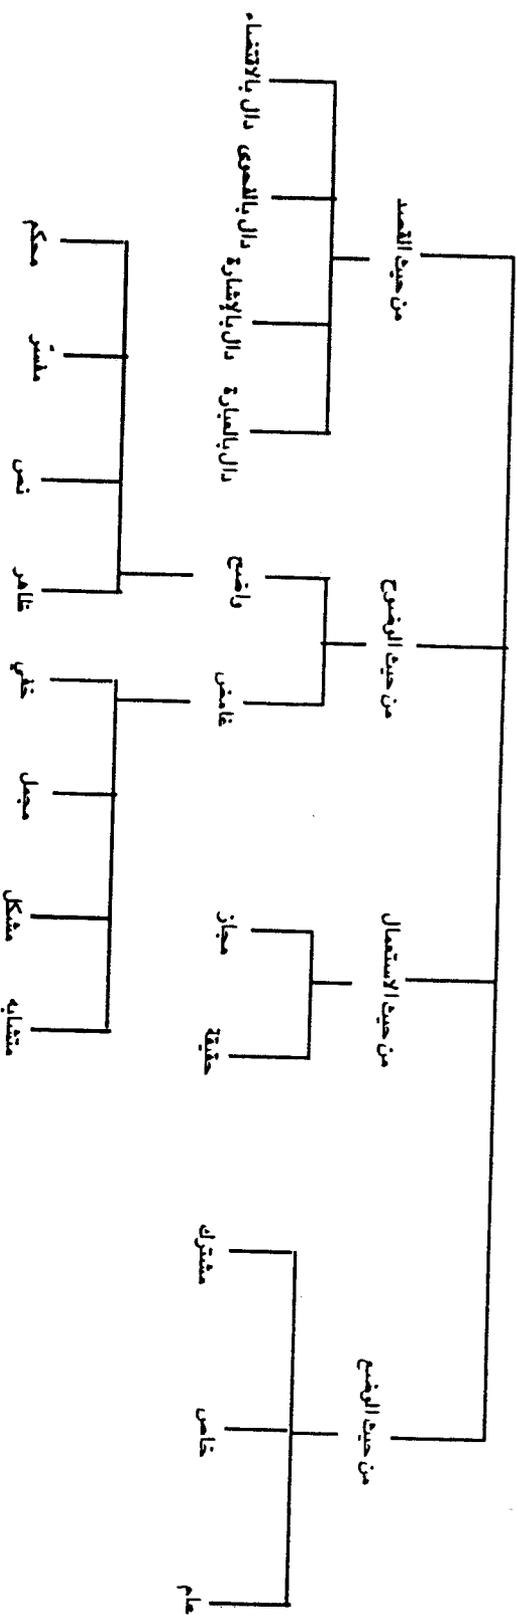 من حيث الوضع
من حيث الاستعمال
من حيث الوضوح
من حيث القصد
عام
خاص
مشترك
حقيقة
مجاز
غامض
واضح
دال بالعبارة
دال بالإشارة
دال بالفحوى
دال بالاقتضاء
متشابه
مشكل
مجمل
خفي
ظاهر
نص
مفسّر
محكم